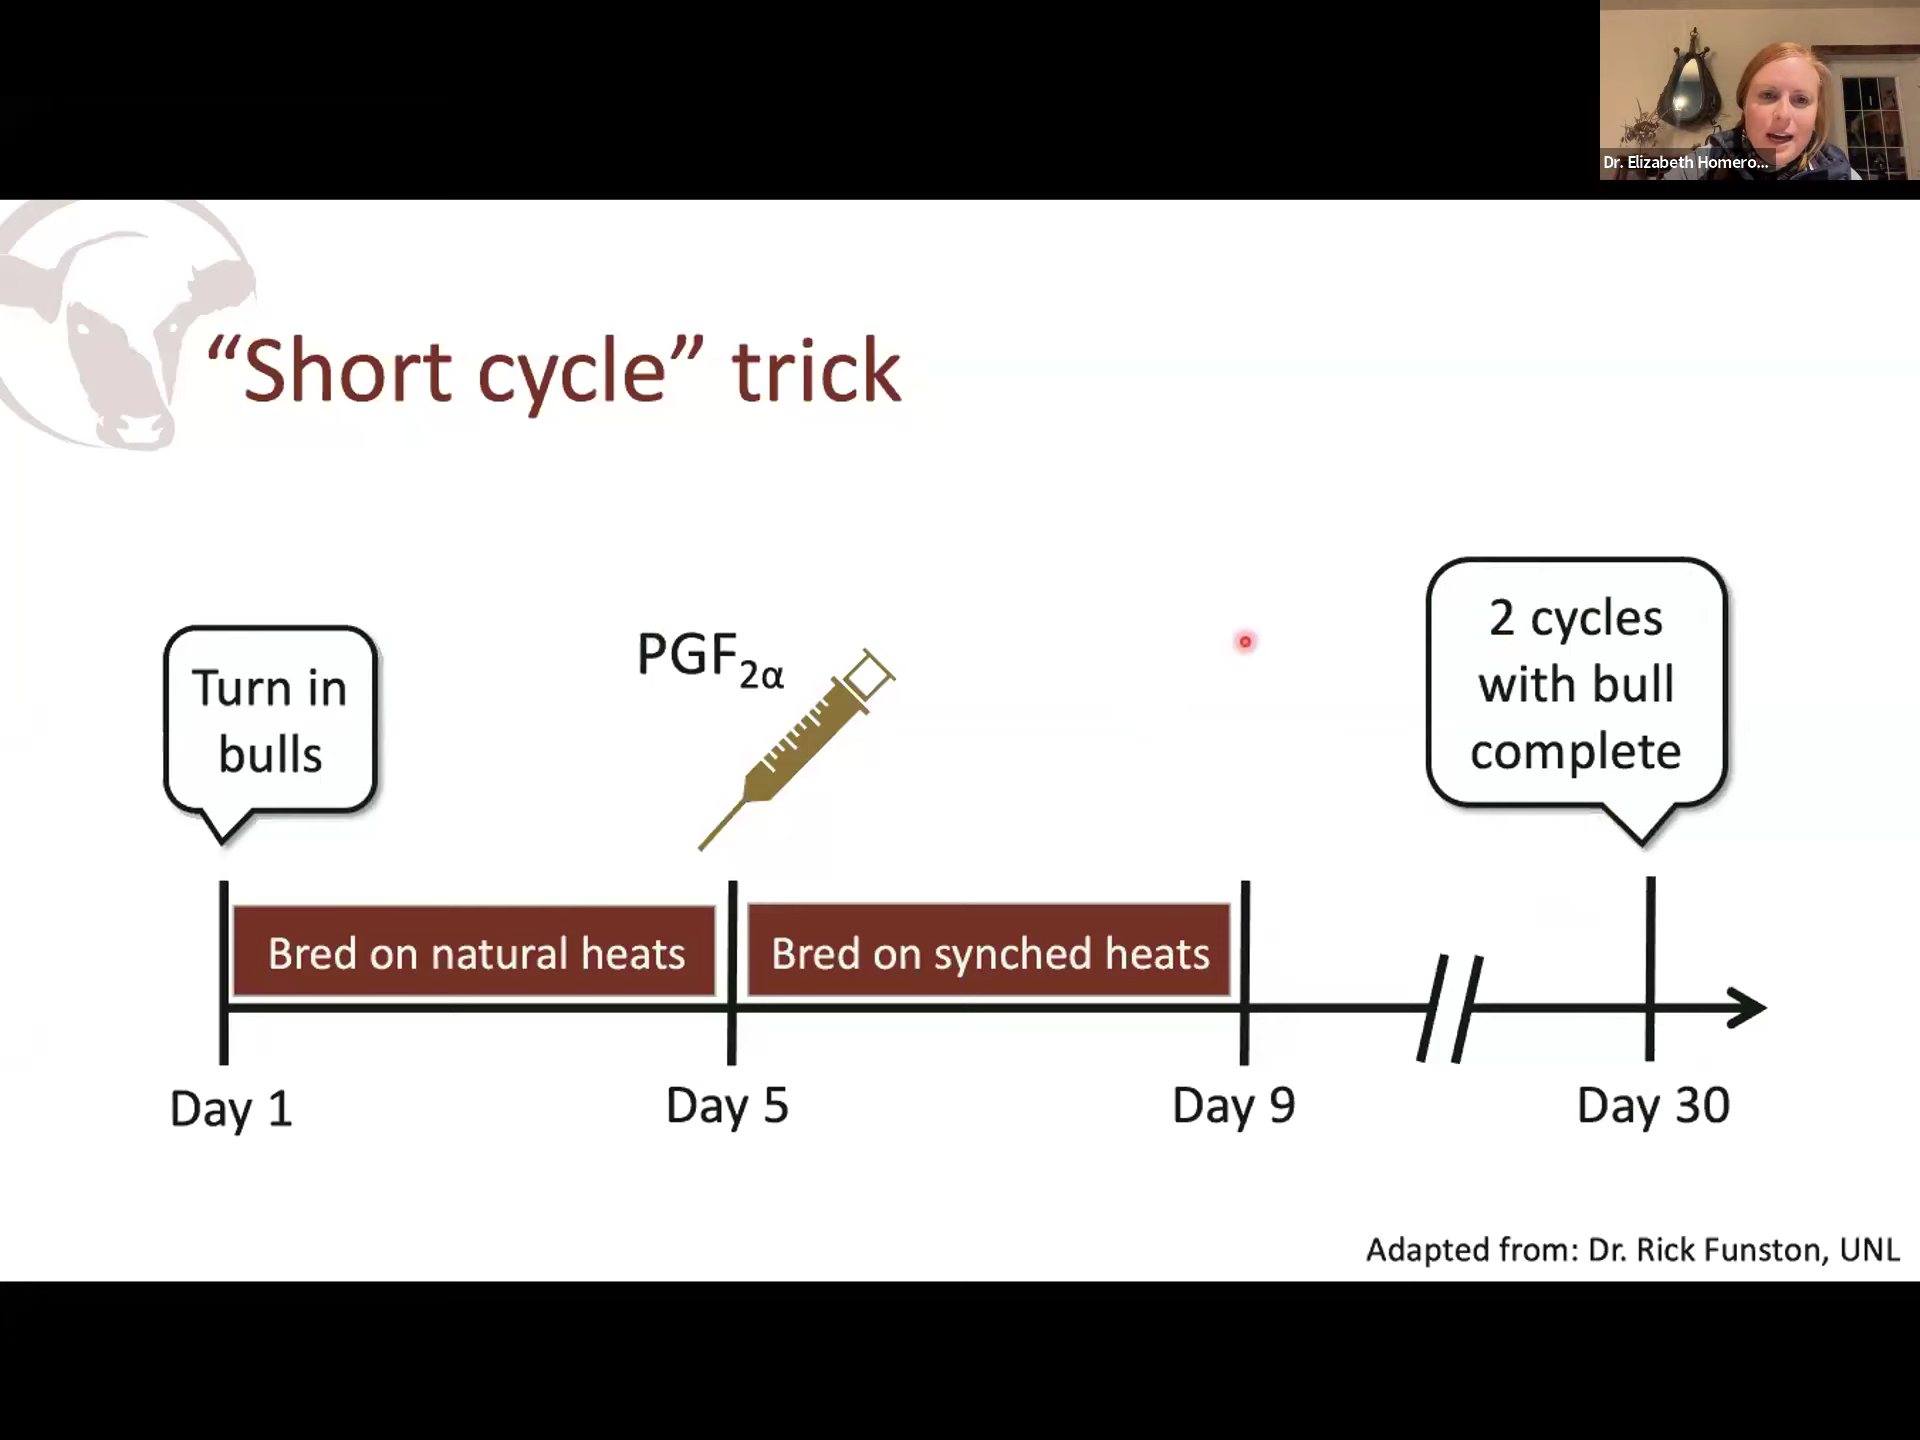 Dr. Elizabeth Homero...
“Short cycle” trick
Turn in
bulls
PGF2α
2 cycles
with bull
complete
Bred on natural heats
Bred on synched heats
Day 1
Day 5
Day 9
Day 30
Adapted from: Dr. Rick Funston, UNL